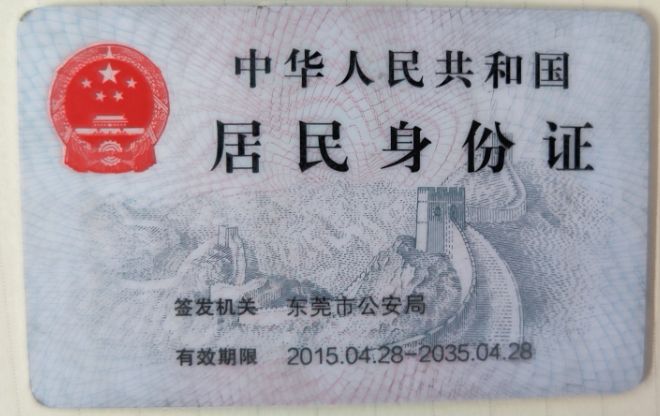 中华人民共和国
居民身份证
签发机关 东莞市公安局
有效期限 2015.04.28-2035.04.28